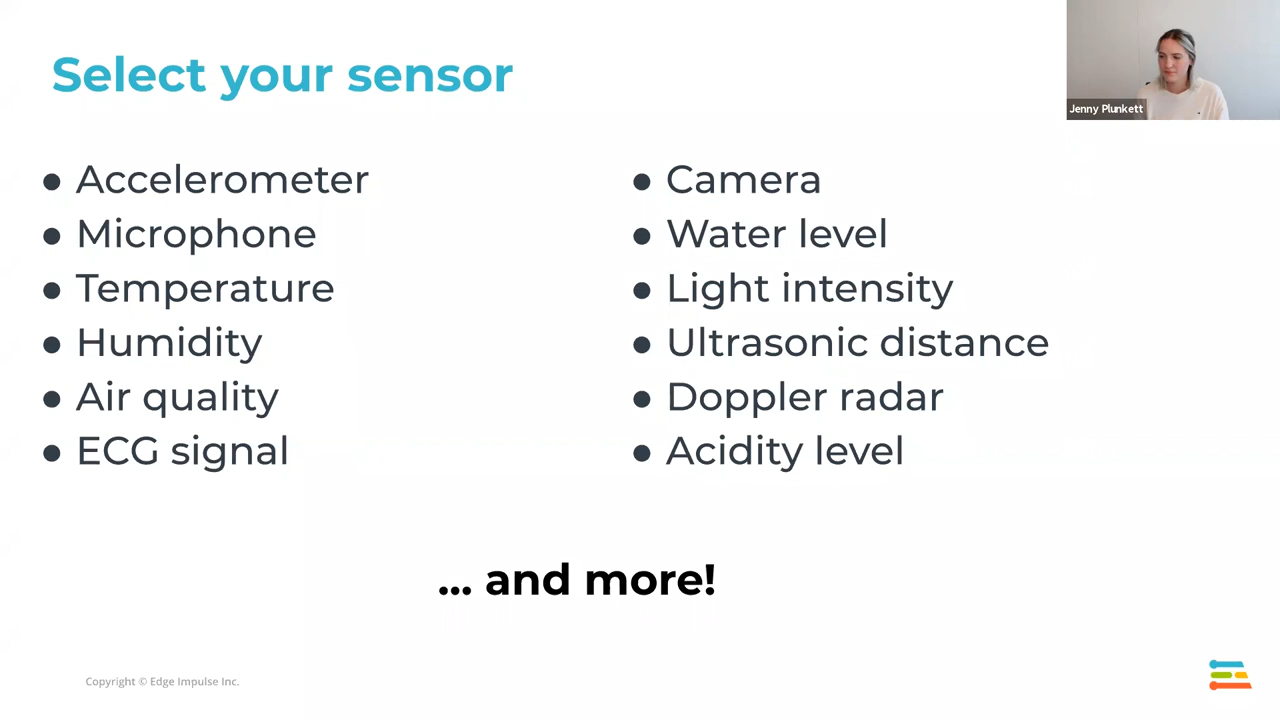 Select your sensor
Jenny Plunkett
● Accelerometer
● Microphone
● Temperature
● Humidity
● Air quality
● ECG signal
● Camera
● Water level
● Light intensity
● Ultrasonic distance
● Doppler radar
● Acidity level
... and more!
Copyright © Edge Impulse Inc.